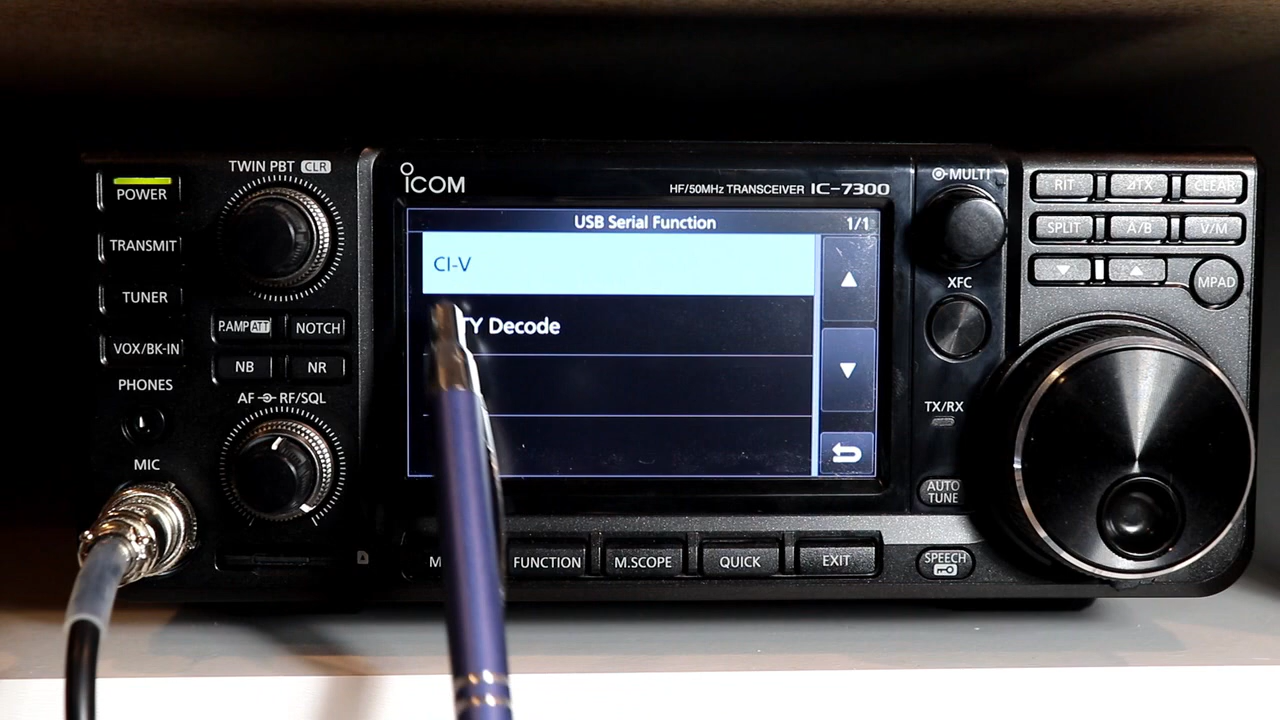 POWER
TRANSMIT
TUNER
VOX/BK-IN
PHONES
MIC
TWIN PBT CLR
P.AMP ATT
NOTCH
NB
NR
AF RF/SQL
ICOM
HF/50MHz TRANSCEIVER IC-7300
USB Serial Function 1/1
CI-V
TY Decode
FUNCTION
M.SCOPE
QUICK
EXIT
MULTI
XFC
TX/RX
AUTO
TUNE
SPEECH
RIT
⊿TX
CLEAR
SPLIT
A/B
V/M
MPAD